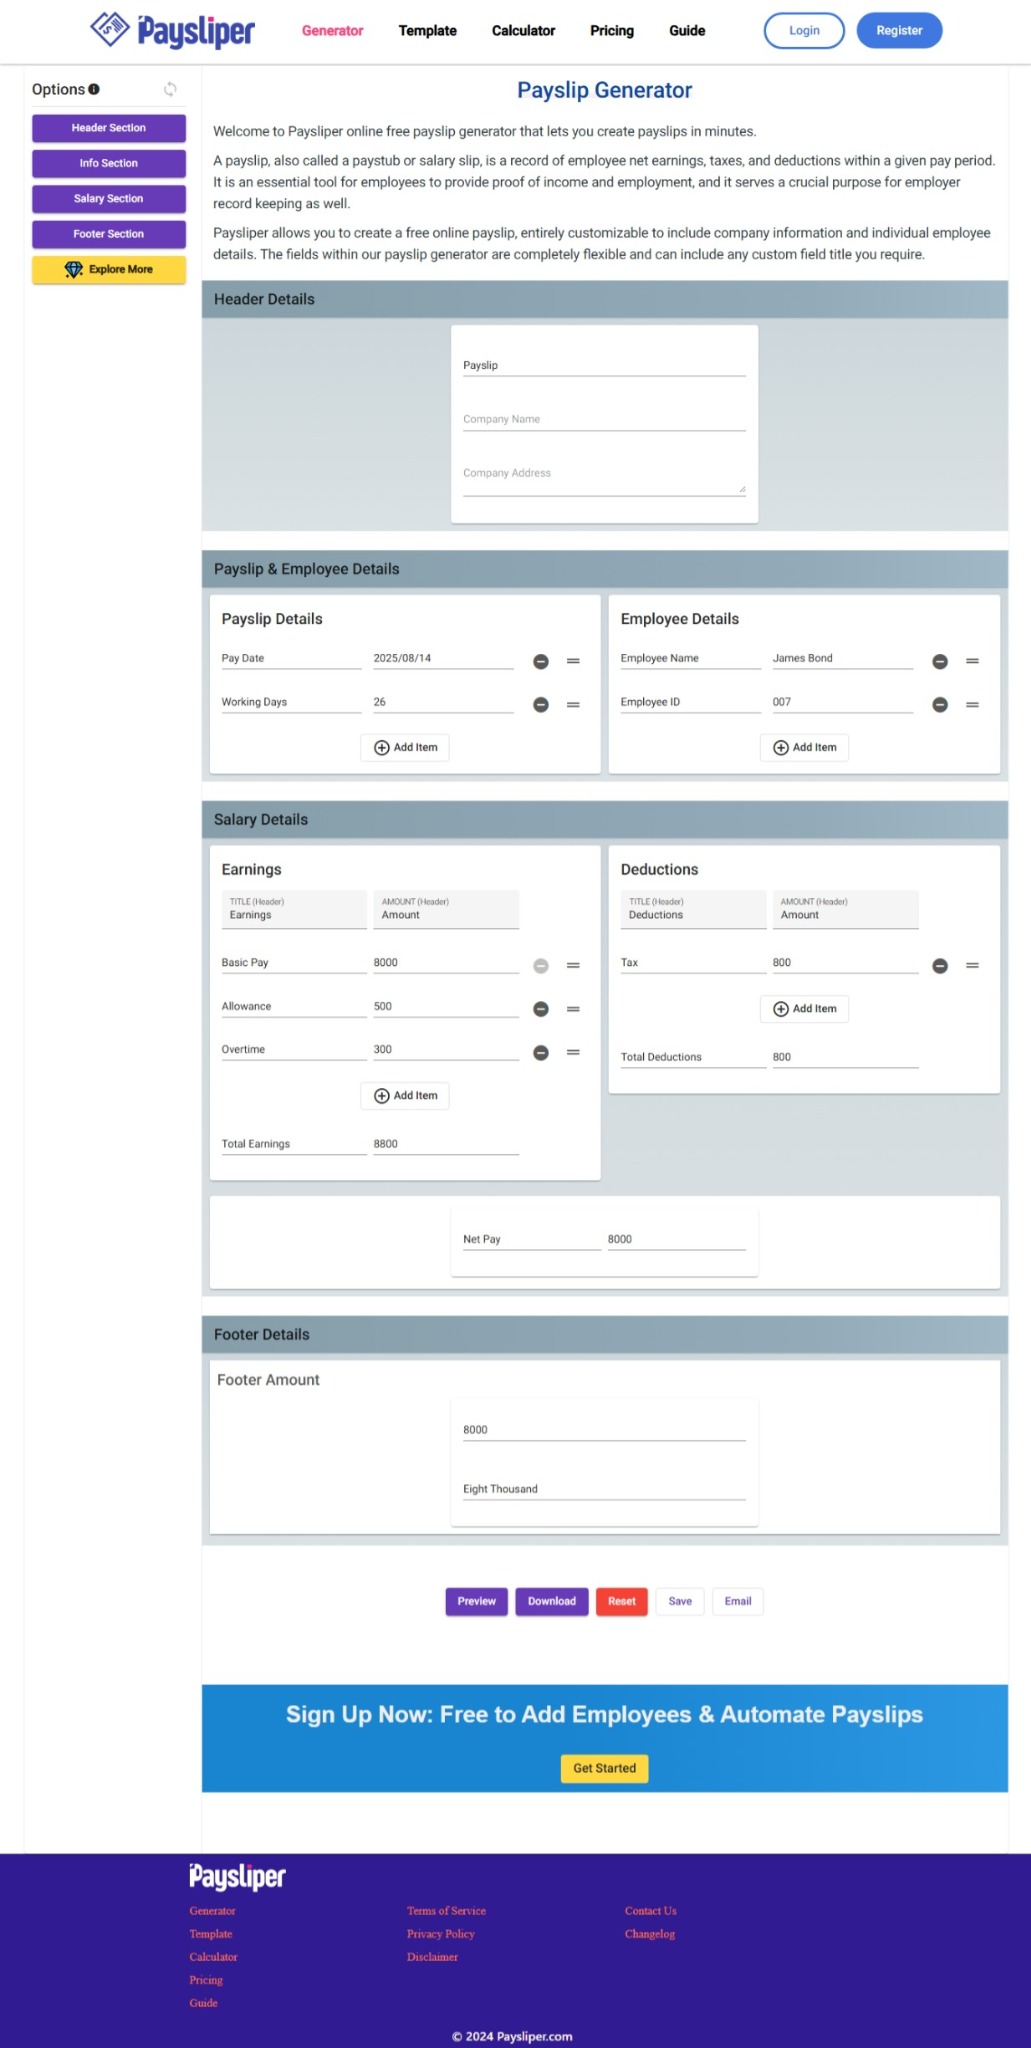 Paysliper
Generator
Template
Calculator
Pricing
Guide
Login
Register
Options
Header Section
Info Section
Salary Section
Footer Section
Explore More
Payslip Generator
Welcome to Paysliper online free payslip generator that lets you create payslips in minutes.
A payslip, also called a paystub or salary slip, is a record of employee net earnings, taxes, and deductions within a given pay period.
It is an essential tool for employees to provide proof of income and employment, and it serves a crucial purpose for employer
record keeping as well.
Paysliper allows you to create a free online payslip, entirely customizable to include company information and individual employee
details. The fields within our payslip generator are completely flexible and can include any custom field title you require.
Header Details
Payslip
Company Name
Company Address
Payslip & Employee Details
Payslip Details
Pay Date 2025/08/14
Working Days 26
Add Item
Employee Details
Employee Name James Bond
Employee ID 007
Add Item
Salary Details
Earnings
TITLE (Header) AMOUNT (Header)
Earnings Amount
Basic Pay 8000
Allowance 500
Overtime 300
Add Item
Total Earnings 8800
Deductions
TITLE (Header) AMOUNT (Header)
Deductions Amount
Tax 800
Add Item
Total Deductions 800
Net Pay 8000
Footer Details
Footer Amount
8000
Eight Thousand
Preview
Download
Reset
Save
Email
Sign Up Now: Free to Add Employees & Automate Payslips
Get Started
Paysliper
Generator
Template
Calculator
Pricing
Guide
Terms of Service
Privacy Policy
Disclaimer
Contact Us
Changelog
© 2024 Paysliper.com